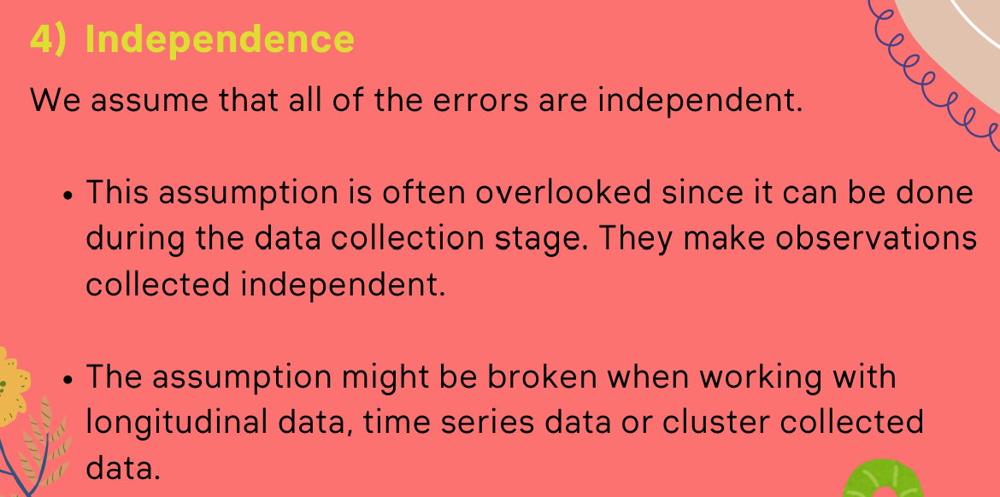 4) Independence
We assume that all of the errors are independent.
• This assumption is often overlooked since it can be done
during the data collection stage. They make observations
collected independent.
• The assumption might be broken when working with
longitudinal data, time series data or cluster collected
data.